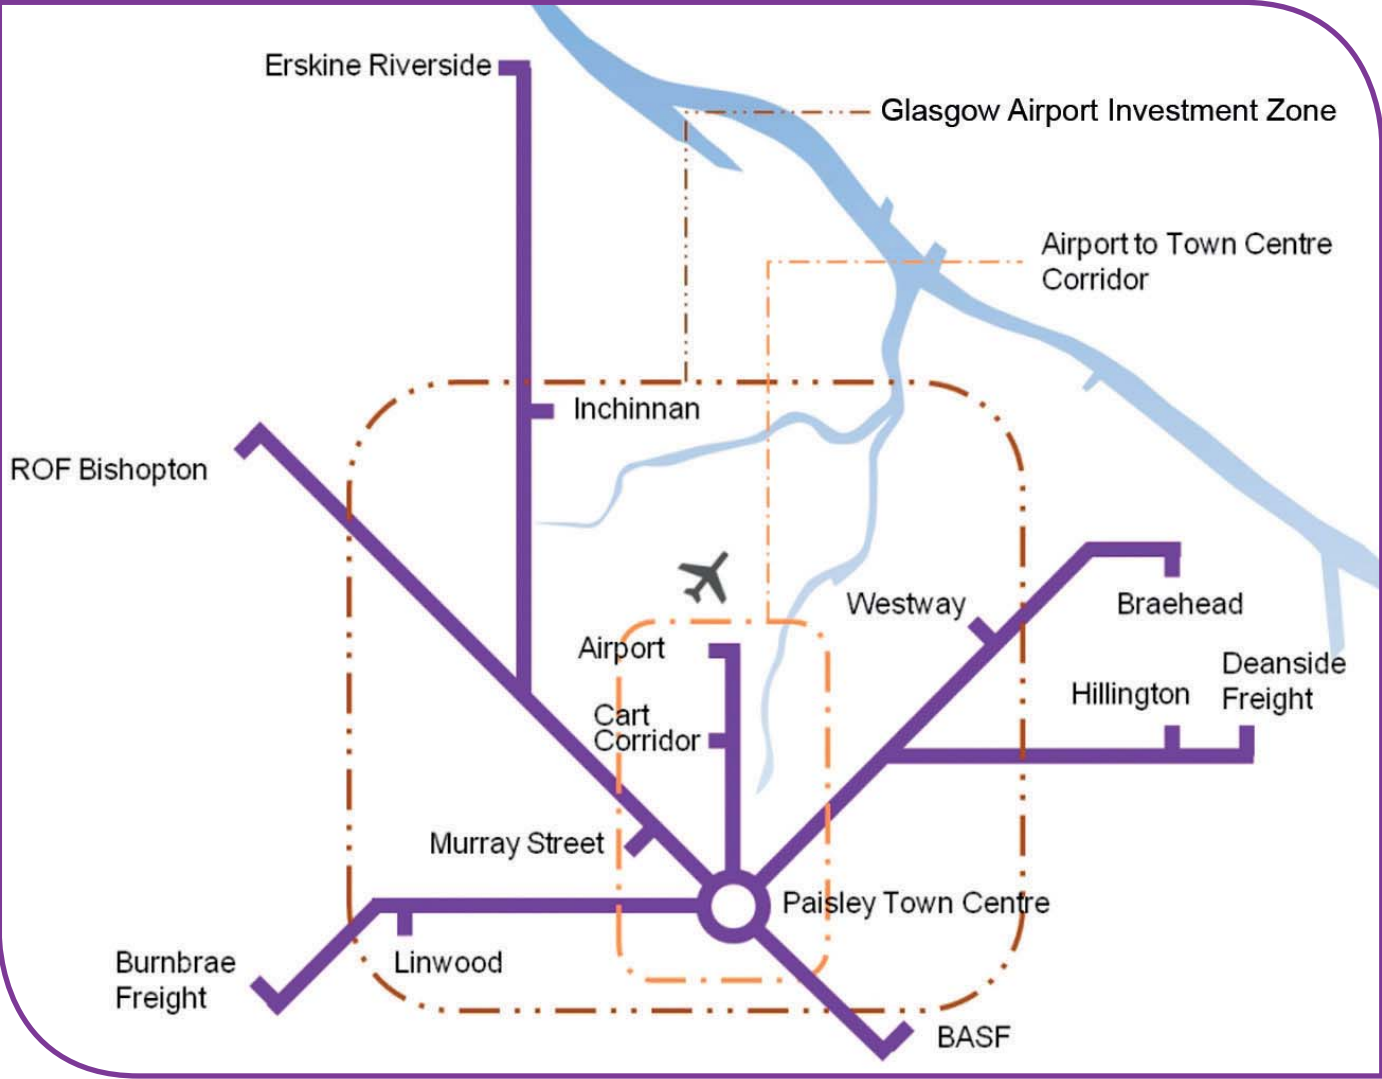 Erskine Riverside
Glasgow Airport Investment Zone
Airport to Town Centre
Corridor
Inchinnan
ROF Bishopton
Westway
Braehead
Airport
Deanside
Freight
Hillington
Cart
Corridor
Murray Street
Paisley Town Centre
Burnbrae
Freight
Linwood
BASF